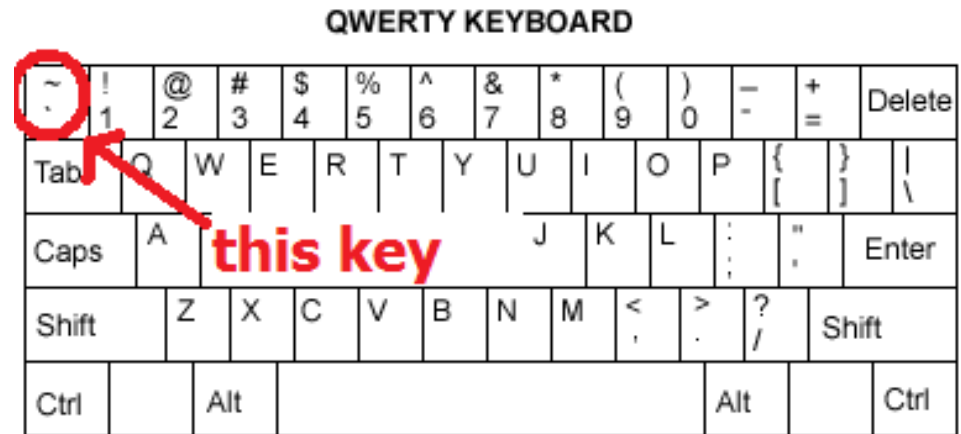 QWERTY KEYBOARD
~ ! @ # $ % ^ & * ( ) – + Delete
` 1 2 3 4 5 6 7 8 9 0 - =
Tab Q W E R T Y U I O P { } |
[ ] \
Caps A this key J K L : " Enter
; '
Shift Z X C V B N M < > ? Shift
, . /
Ctrl Alt Alt Ctrl